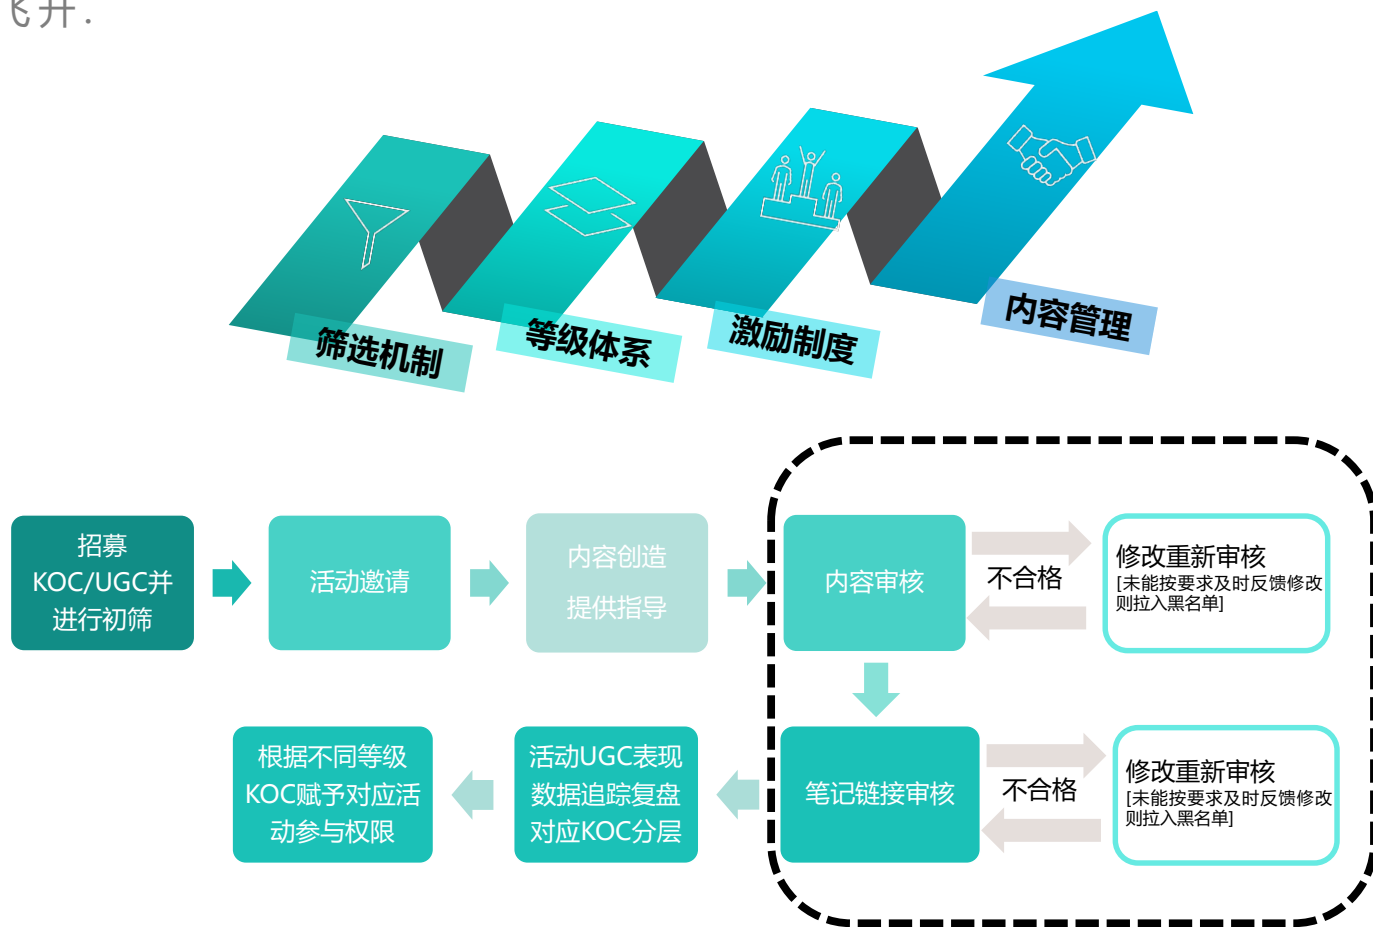 飞升.
筛选机制
等级体系
激励制度
内容管理
招募
KOC/UGC并
进行初筛
活动邀请
内容创造
提供指导
内容审核
不合格
修改重新审核
[未能按要求及时反馈修改
则拉入黑名单]
根据不同等级
KOC赋予对应活
动参与权限
活动UGC表现
数据追踪复盘
对应KOC分层
笔记链接审核
不合格
修改重新审核
[未能按要求及时反馈修改
则拉入黑名单]